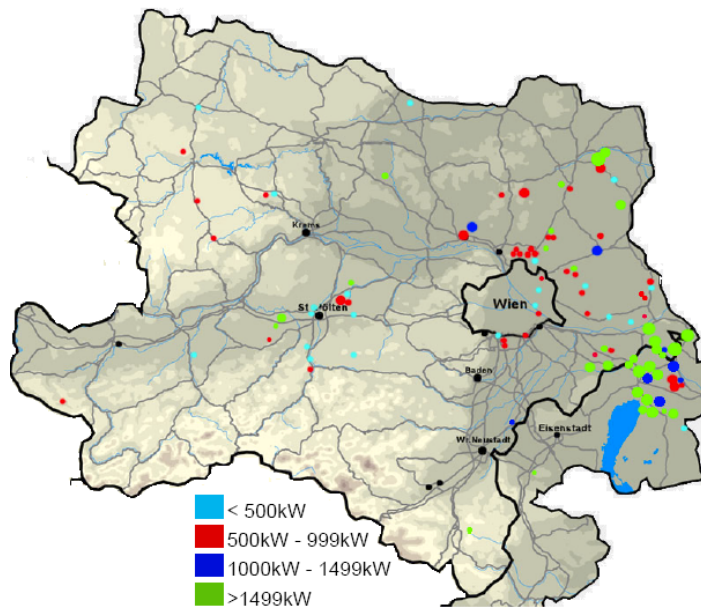 Krems
Wien
St. Pölten
Baden
Wr.Neustadt
Eisenstadt
< 500kW
500kW - 999kW
1000kW - 1499kW
>1499kW